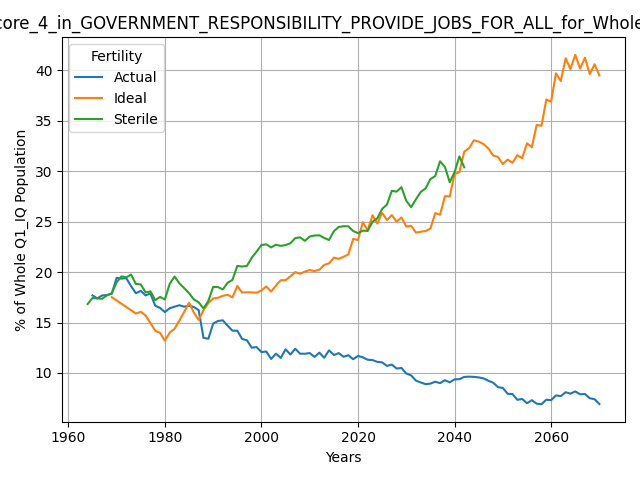 core_4_in_GOVERNMENT_RESPONSIBILITY_PROVIDE_JOBS_FOR_ALL_for_Whole
Fertility
Actual
Ideal
Sterile
% of Whole Q1_IQ Population
40
35
30
25
20
15
10
1960
1980
2000
2020
2040
2060
Years